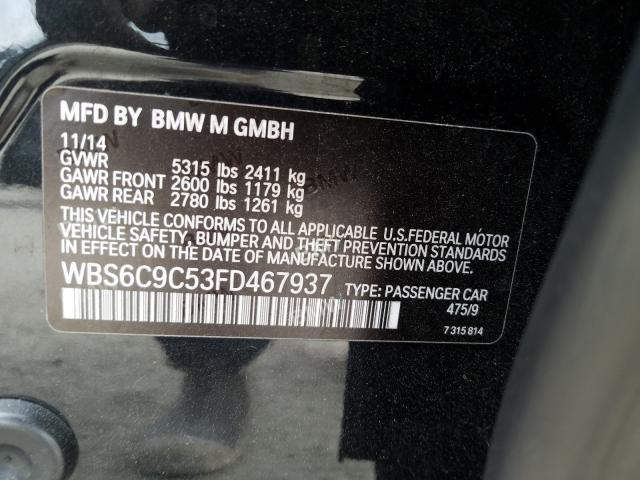 MFD BY BMW M GMBH
11/14
GVWR 5315 lbs 2411 kg
GAWR FRONT 2600 lbs 1179 kg
GAWR REAR 2780 lbs 1261 kg
THIS VEHICLE CONFORMS TO ALL APPLICABLE U.S.FEDERAL MOTOR
VEHICLE SAFETY, BUMPER AND THEFT PREVENTION STANDARDS
IN EFFECT ON THE DATE OF MANUFACTURE SHOWN ABOVE.
WBS6C9C53FD467937 TYPE: PASSENGER CAR
475/9
7 315 814